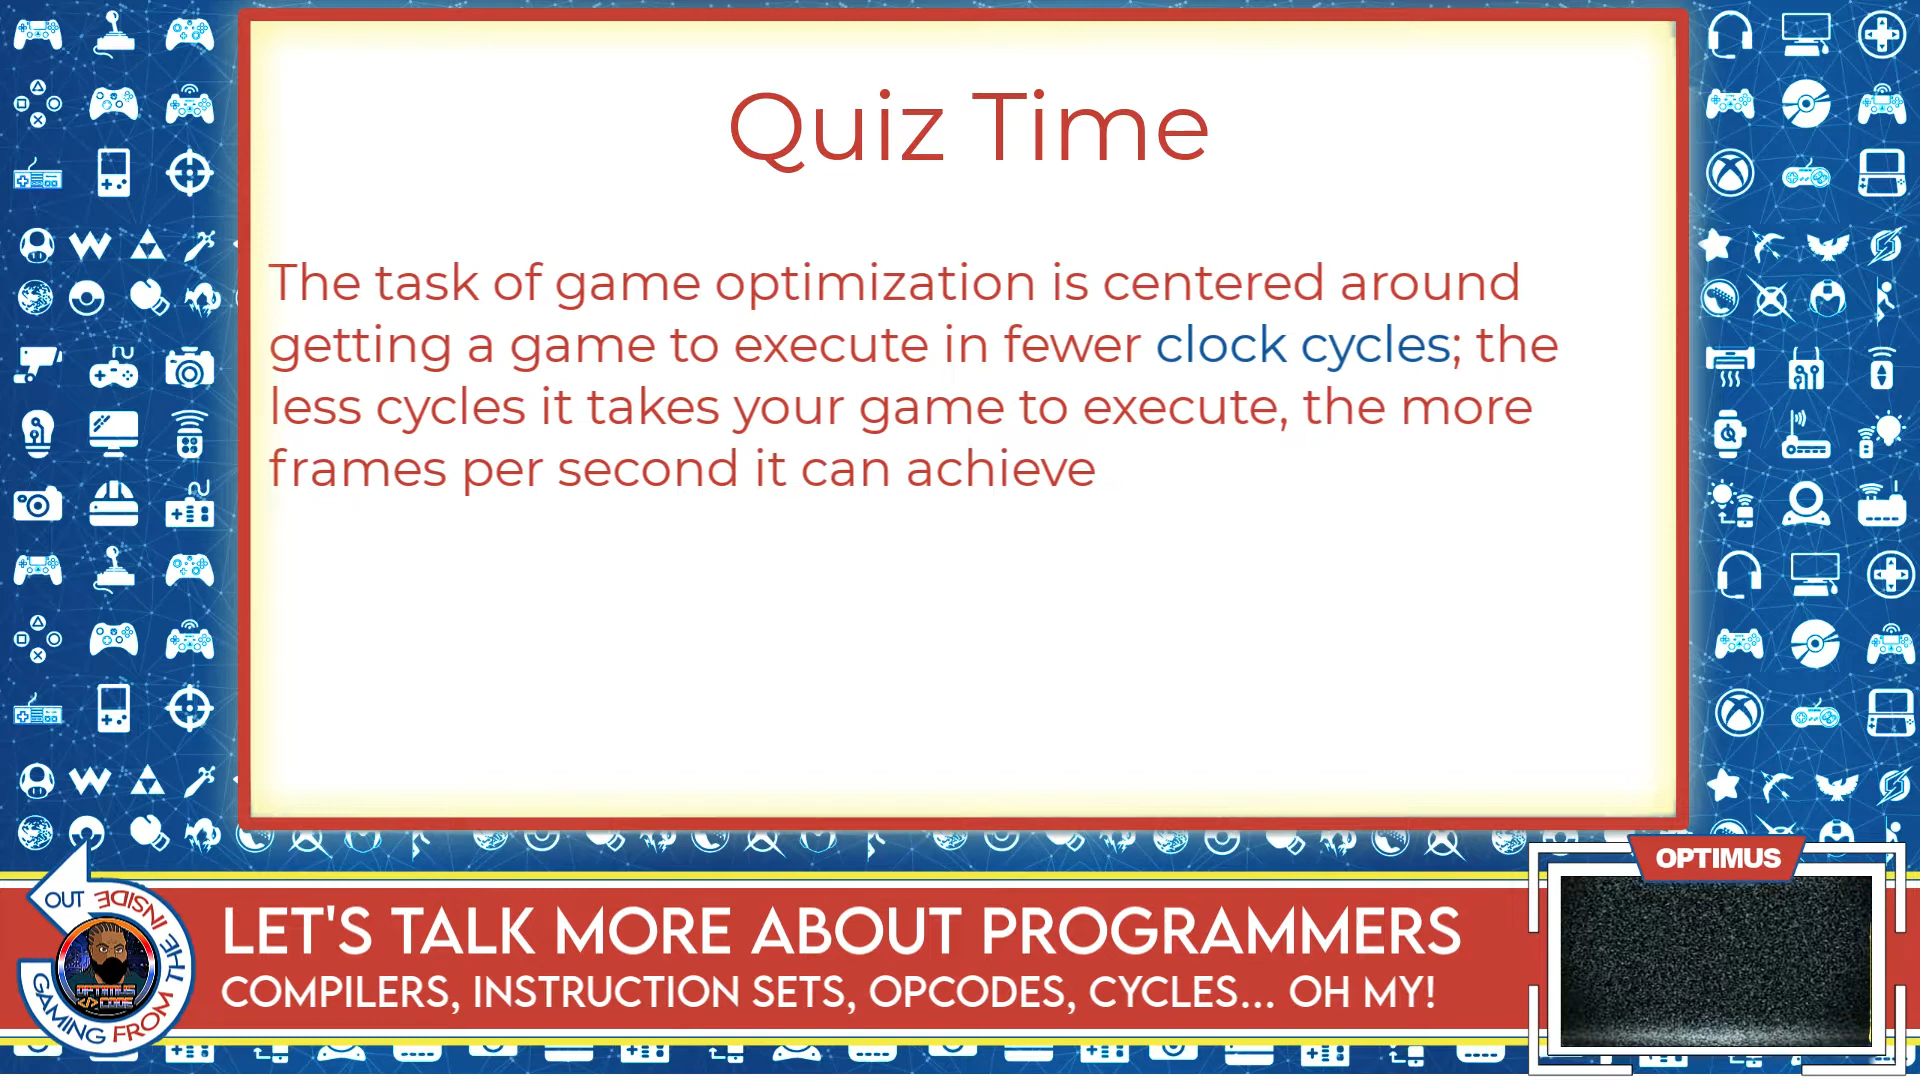 Quiz Time
The task of game optimization is centered around
getting a game to execute in fewer clock cycles; the
less cycles it takes your game to execute, the more
frames per second it can achieve
OPTIMUS
LET'S TALK MORE ABOUT PROGRAMMERS
COMPILERS, INSTRUCTION SETS, OPCODES, CYCLES... OH MY!
GAMING FROM THE INSIDE OUT
OPTIMUS
CODE